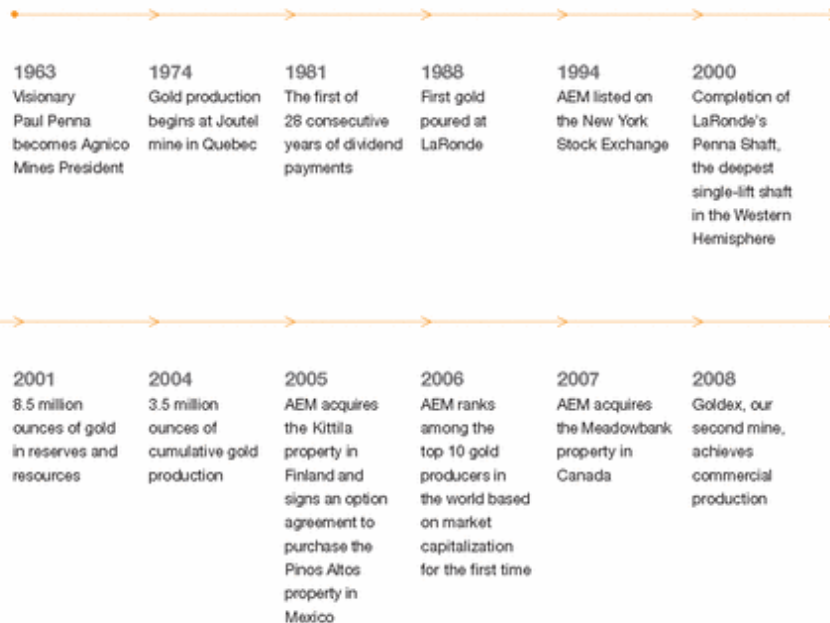 1963
Visionary
Paul Penna
becomes Agnico
Mines President
1974
Gold production
begins at Joutel
mine in Quebec
1981
The first of
28 consecutive
years of dividend
payments
1988
First gold
poured at
LaRonde
1994
AEM listed on
the New York
Stock Exchange
2000
Completion of
LaRonde's
Penna Shaft,
the deepest
single-lift shaft
in the Western
Hemisphere
2001
8.5 million
ounces of gold
in reserves and
resources
2004
3.5 million
ounces of
cumulative gold
production
2005
AEM acquires
the Kittila
property in
Finland and
signs an option
agreement to
purchase the
Pinos Altos
property in
Mexico
2006
AEM ranks
among the
top 10 gold
producers in
the world based
on market
capitalization
for the first time
2007
AEM acquires
the Meadowbank
property in
Canada
2008
Goldex, our
second mine,
achieves
commercial
production